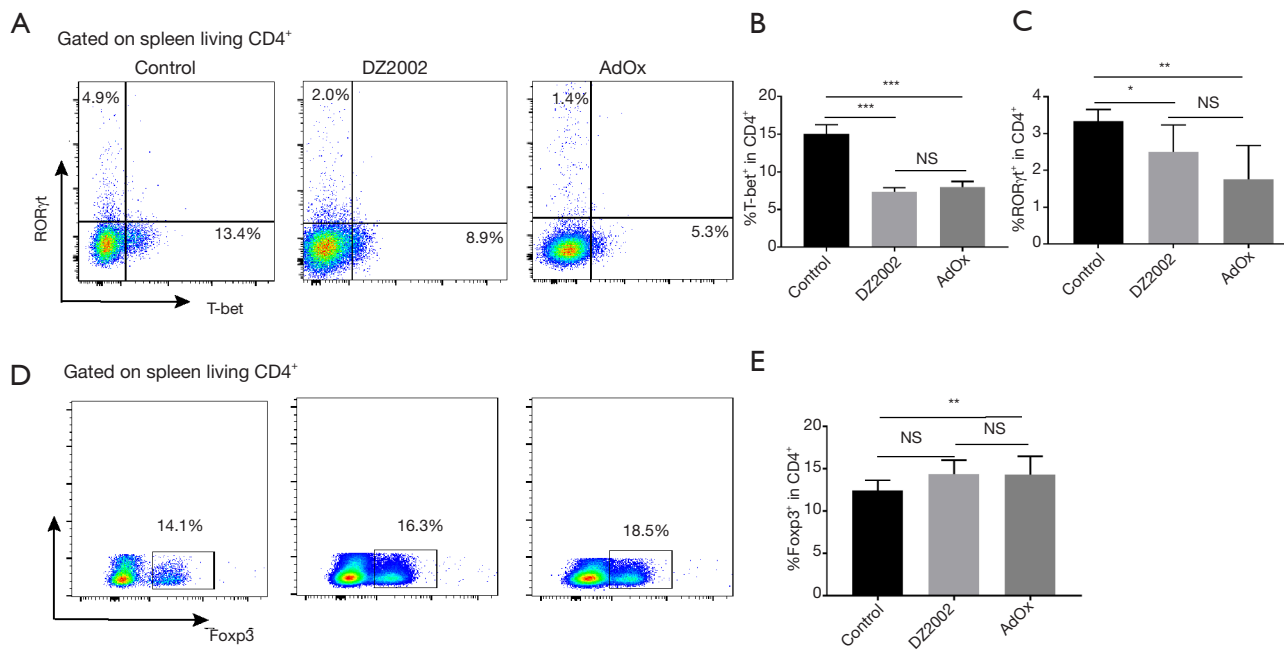 A
Gated on spleen living CD4⁺
Control
DZ2002
AdOx
4.9%
2.0%
1.4%
13.4%
8.9%
5.3%
RORγt
T-bet
B
***
***
NS
%T-bet⁺ in CD4⁺
20
15
10
5
0
Control
DZ2002
AdOx
C
**
*
NS
%RORγt⁺ in CD4⁺
4
3
2
1
0
Control
DZ2002
AdOx
D
Gated on spleen living CD4⁺
14.1%
16.3%
18.5%
Foxp3
E
**
NS
NS
%Foxp3⁺ in CD4⁺
20
15
10
5
0
Control
DZ2002
AdOx